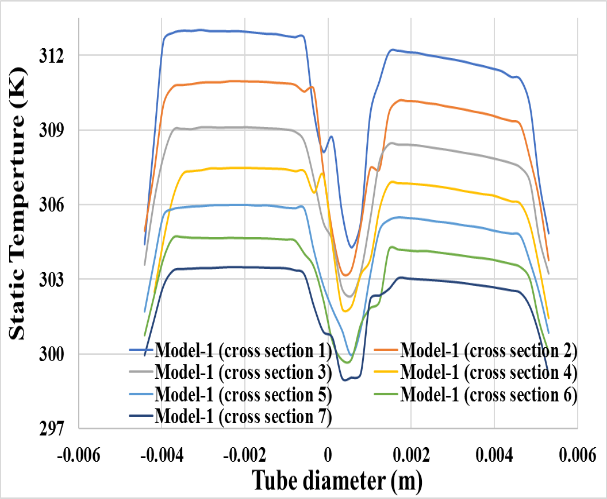 312
309
306
303
300
297
Static Temperture (K)
Model-1 (cross section 1) Model-1 (cross section 2)
Model-1 (cross section 3) Model-1 (cross section 4)
Model-1 (cross section 5) Model-1 (cross section 6)
Model-1 (cross section 7)
-0.006 -0.004 -0.002 0 0.002 0.004 0.006
Tube diameter (m)